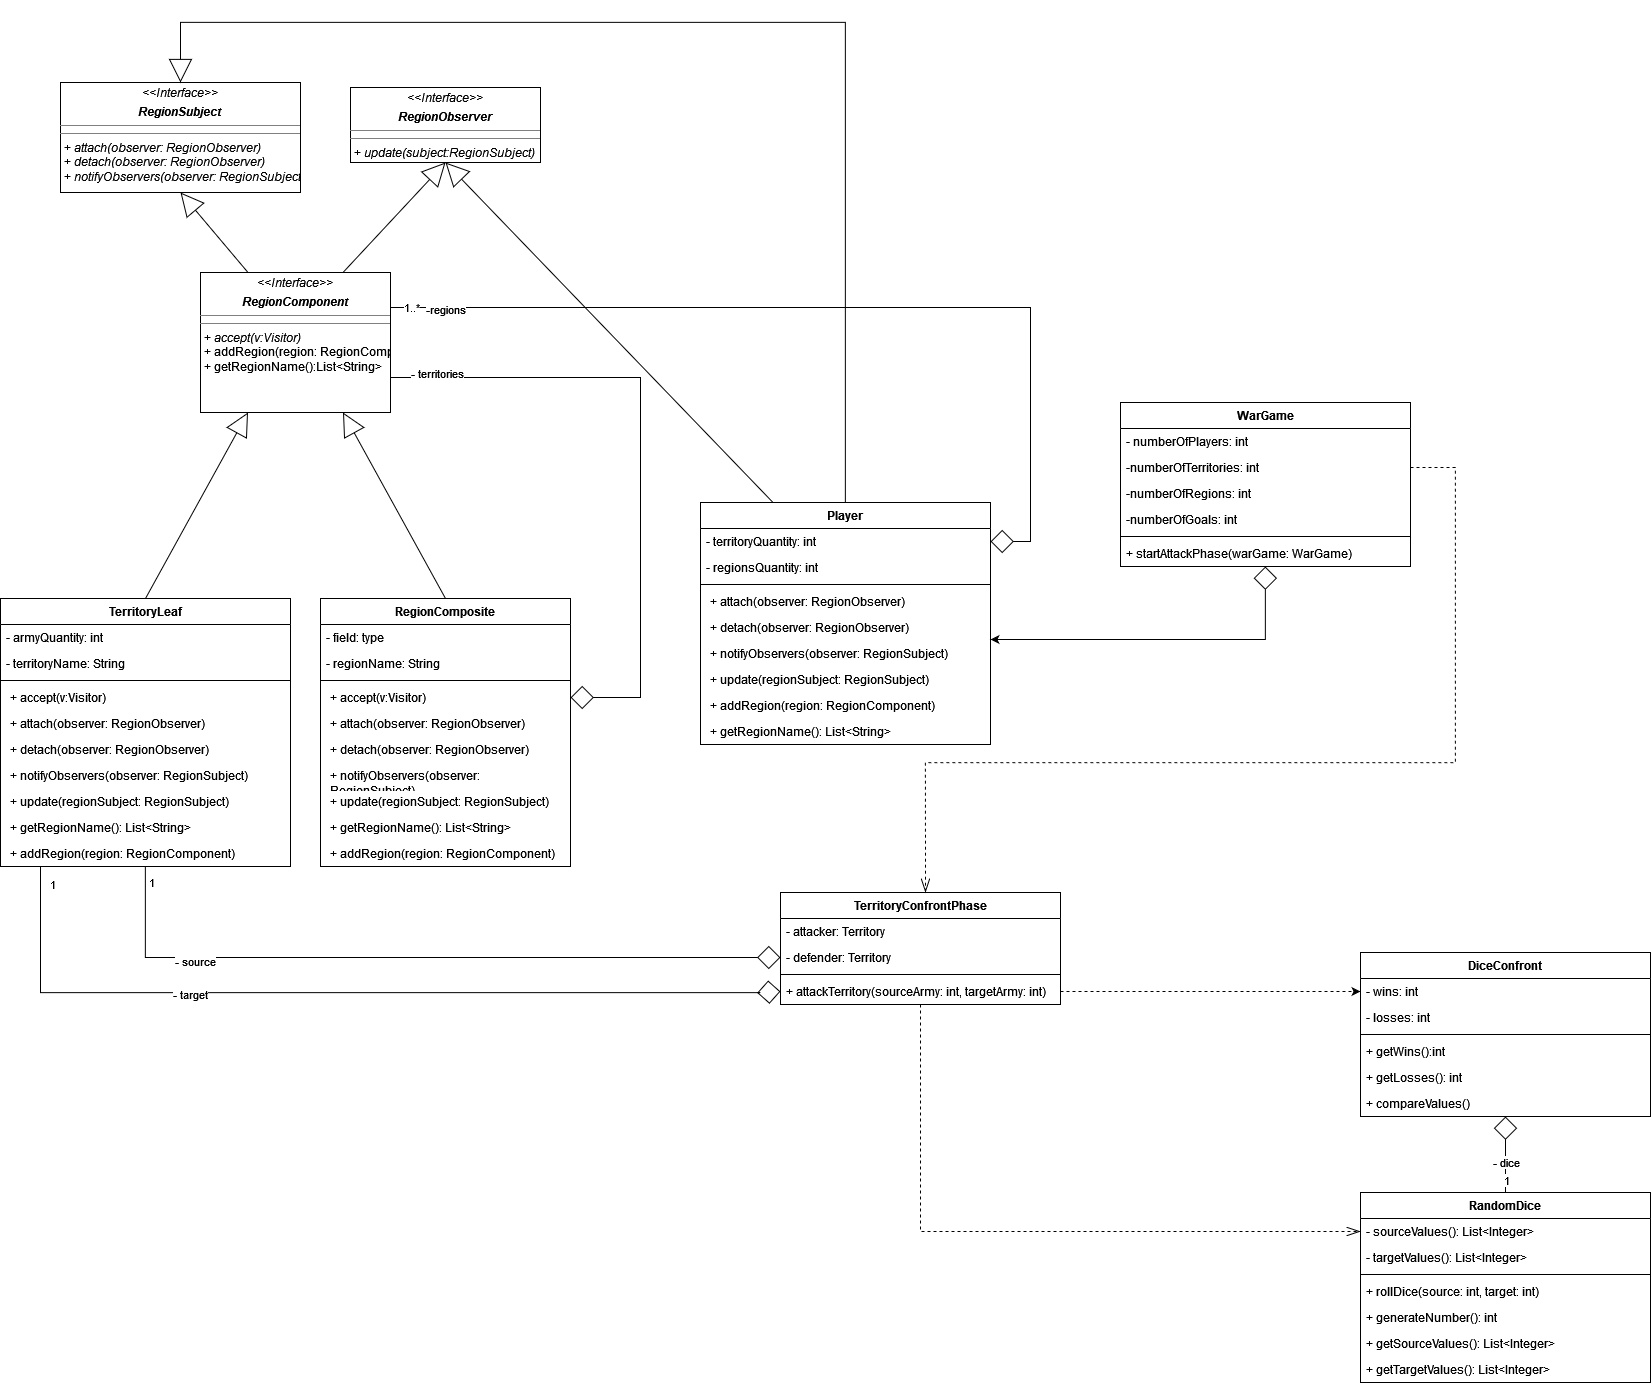 <<Interface>>
RegionSubject
+ attach(observer: RegionObserver)
+ detach(observer: RegionObserver)
+ notifyObservers(observer: RegionSubject
<<Interface>>
RegionObserver
+ update(subject:RegionSubject)
<<Interface>>
RegionComponent
+ accept(v:Visitor)
+ addRegion(region: RegionComp
+ getRegionName():List<String>
1..*
-regions
- territories
WarGame
- numberOfPlayers: int
-numberOfTerritories: int
-numberOfRegions: int
-numberOfGoals: int
+ startAttackPhase(warGame: WarGame)
Player
- territoryQuantity: int
- regionsQuantity: int
+ attach(observer: RegionObserver)
+ detach(observer: RegionObserver)
+ notifyObservers(observer: RegionSubject)
+ update(regionSubject: RegionSubject)
+ addRegion(region: RegionComponent)
+ getRegionName(): List<String>
TerritoryLeaf
- armyQuantity: int
- territoryName: String
+ accept(v:Visitor)
+ attach(observer: RegionObserver)
+ detach(observer: RegionObserver)
+ notifyObservers(observer: RegionSubject)
+ update(regionSubject: RegionSubject)
+ getRegionName(): List<String>
+ addRegion(region: RegionComponent)
RegionComposite
- field: type
- regionName: String
+ accept(v:Visitor)
+ attach(observer: RegionObserver)
+ detach(observer: RegionObserver)
+ notifyObservers(observer:
RegionSubject)
+ update(regionSubject: RegionSubject)
+ getRegionName(): List<String>
+ addRegion(region: RegionComponent)
1
1
- source
- target
TerritoryConfrontPhase
- attacker: Territory
- defender: Territory
+ attackTerritory(sourceArmy: int, targetArmy: int)
DiceConfront
- wins: int
- losses: int
+ getWins():int
+ getLosses(): int
+ compareValues()
- dice
1
RandomDice
- sourceValues(): List<Integer>
- targetValues(): List<Integer>
+ rollDice(source: int, target: int)
+ generateNumber(): int
+ getSourceValues(): List<Integer>
+ getTargetValues(): List<Integer>